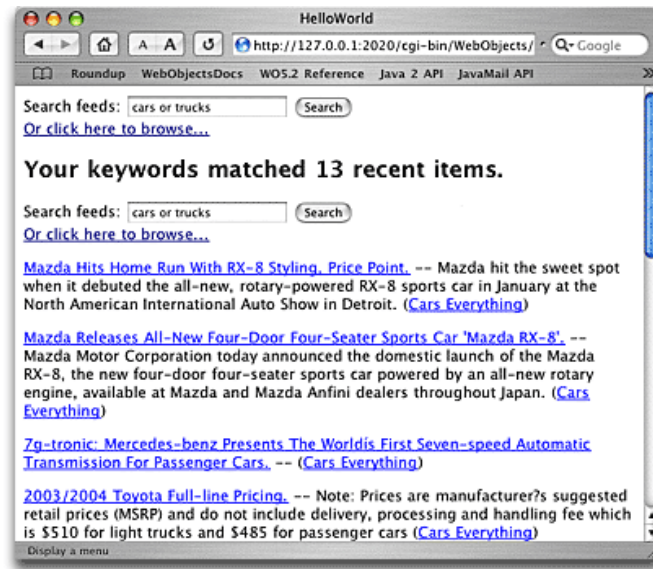 HelloWorld
A A http://127.0.0.1:2020/cgi-bin/WebObjects/ Q Google
Roundup WebObjectsDocs WO5.2 Reference Java 2 API JavaMail API »
Search feeds: cars or trucks Search
Or click here to browse...
Your keywords matched 13 recent items.
Search feeds: cars or trucks Search
Or click here to browse...
Mazda Hits Home Run With RX-8 Styling, Price Point. -- Mazda hit the sweet spot
when it debuted the all-new, rotary-powered RX-8 sports car in January at the
North American International Auto Show in Detroit. (Cars Everything)
Mazda Releases All-New Four-Door Four-Seater Sports Car 'Mazda RX-8'. --
Mazda Motor Corporation today announced the domestic launch of the Mazda
RX-8, the new four-door four-seater sports car powered by an all-new rotary
engine, available at Mazda and Mazda Anfini dealers throughout Japan. (Cars
Everything)
7g-tronic: Mercedes-benz Presents The Worldís First Seven-speed Automatic
Transmission For Passenger Cars. -- (Cars Everything)
2003/2004 Toyota Full-line Pricing. -- Note: Prices are manufacturer?s suggested
retail prices (MSRP) and do not include delivery, processing and handling fee which
is $510 for light trucks and $485 for passenger cars (Cars Everything)
Display a menu